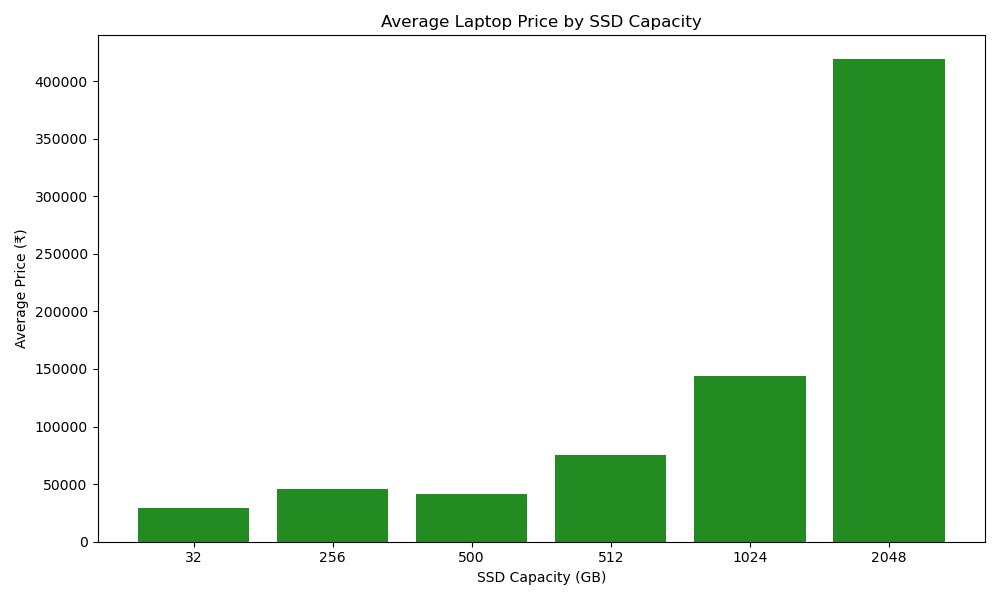 Average Laptop Price by SSD Capacity
Average Price (₹)
400000
350000
300000
250000
200000
150000
100000
50000
0
32 256 500 512 1024 2048
SSD Capacity (GB)